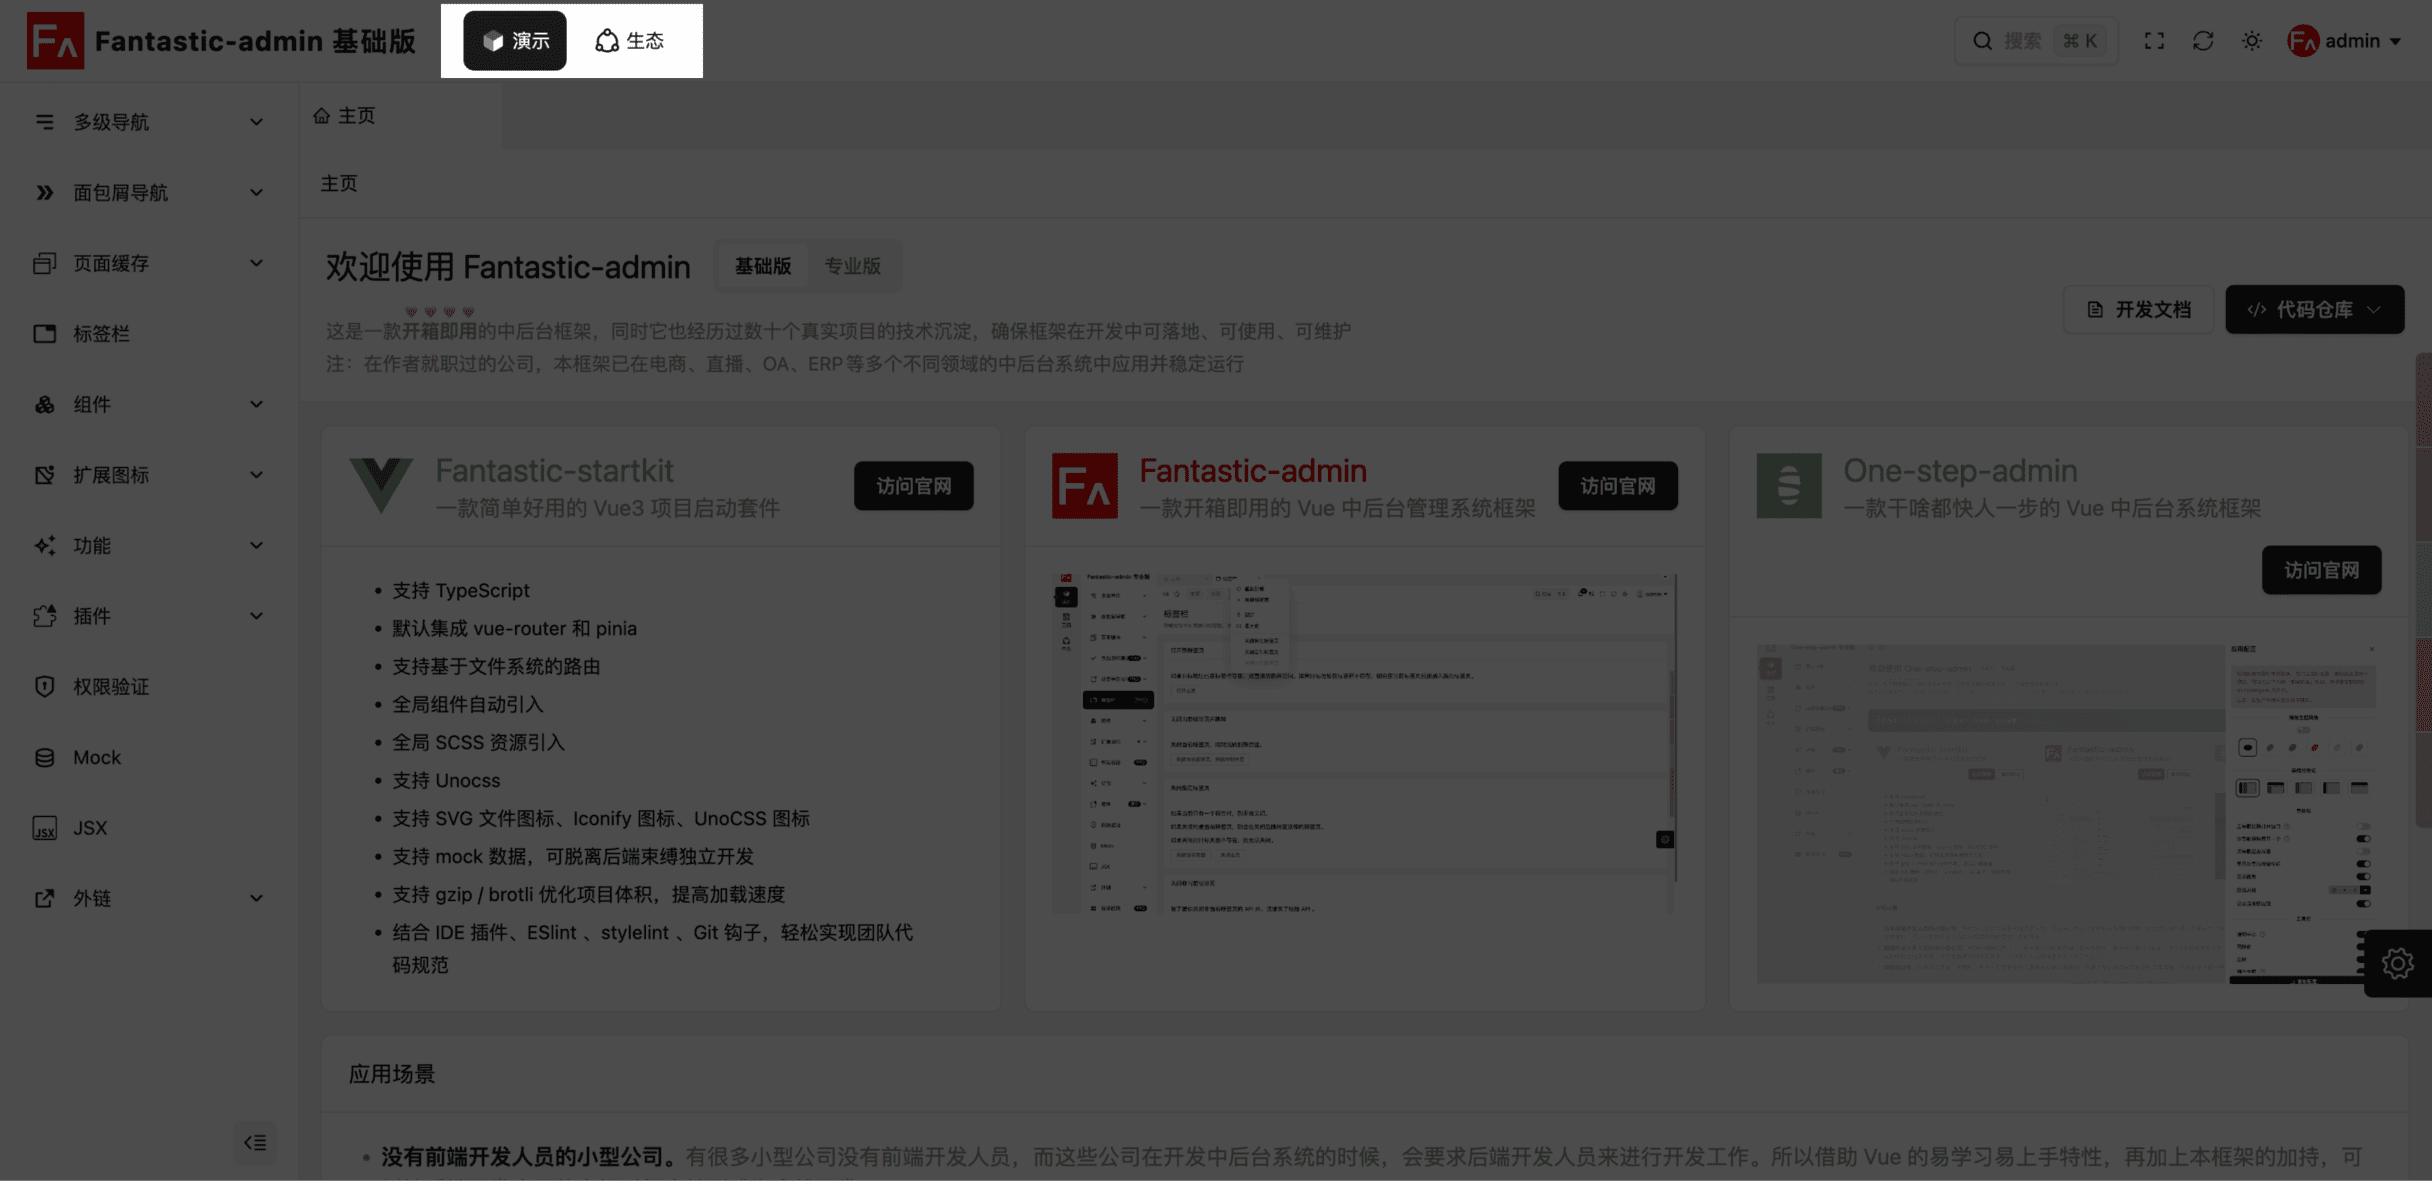 Fantastic-admin 基础版
演示
生态
搜索
⌘ K
admin
多级导航
面包屑导航
页面缓存
标签栏
组件
扩展图标
功能
插件
权限验证
Mock
JSX
外链
主页
主页
欢迎使用 Fantastic-admin
基础版
专业版
这是一款开箱即用的中后台框架，同时它也经历过数十个真实项目的技术沉淀，确保框架在开发中可落地、可使用、可维护
注：在作者就职过的公司，本框架已在电商、直播、OA、ERP 等多个不同领域的中后台系统中应用并稳定运行
开发文档
代码仓库
Fantastic-startkit
一款简单好用的 Vue3 项目启动套件
访问官网
支持 TypeScript
默认集成 vue-router 和 pinia
支持基于文件系统的路由
全局组件自动引入
全局 SCSS 资源引入
支持 Unocss
支持 SVG 文件图标、Iconify 图标、UnoCSS 图标
支持 mock 数据，可脱离后端束缚独立开发
支持 gzip / brotli 优化项目体积，提高加载速度
结合 IDE 插件、ESlint 、stylelint 、Git 钩子，轻松实现团队代
码规范
Fantastic-admin
一款开箱即用的 Vue 中后台管理系统框架
访问官网
One-step-admin
一款干啥都快人一步的 Vue 中后台系统框架
访问官网
应用场景
没有前端开发人员的小型公司。有很多小型公司没有前端开发人员，而这些公司在开发中后台系统的时候，会要求后端开发人员来进行开发工作。所以借助 Vue 的易学习易上手特性，再加上本框架的加持，可